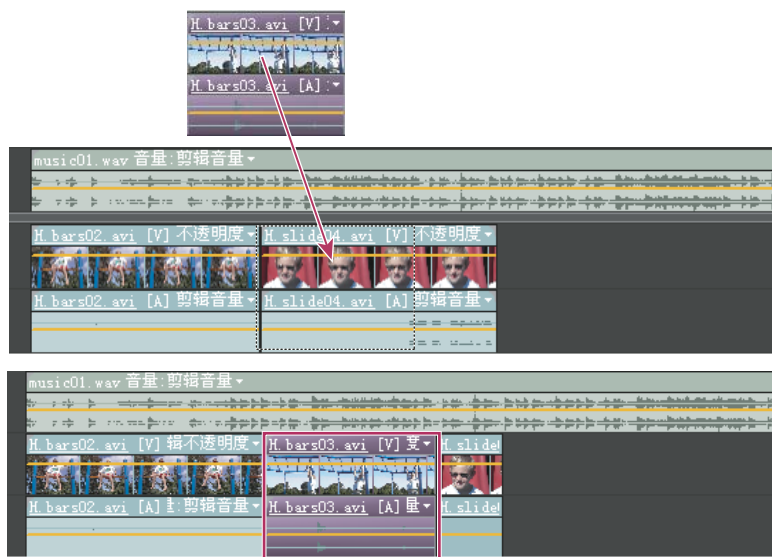 H.bars03.avi [V]
H.bars03.avi [A]
music01.wav 音量:剪辑音量
H.bars02.avi [V] 不透明度 H.slide04.avi [V] 不透明度
H.bars02.avi [A] 剪辑音量 H.slide04.avi [A] 剪辑音量
music01.wav 音量:剪辑音量
H.bars02.avi [V] 辑不透明度 H.bars03.avi [V] H.slide
H.bars02.avi [A] :剪辑音量 H.bars03.avi [A] 量 H.slide